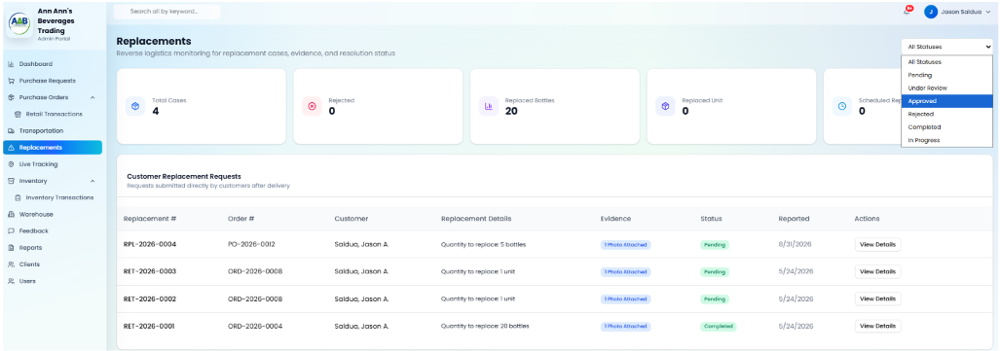 Ann Ann's
Beverages
Trading
Admin Portal
Search all by keyword...
9+
J
Jason Saldua
Dashboard
Purchase Requests
Purchase Orders
Retail Transactions
Transportation
Replacements
Live Tracking
Inventory
Inventory Transactions
Warehouse
Feedback
Reports
Clients
Users
Replacements
Reverse logistics monitoring for replacement cases, evidence, and resolution status
All Statuses
All Statuses
Pending
Under Review
Approved
Rejected
Completed
In Progress
Total Cases
4
Rejected
0
Replaced Bottles
20
Replaced Unit
0
Scheduled Rep
0
Customer Replacement Requests
Requests submitted directly by customers after delivery
Replacement # Order # Customer Replacement Details Evidence Status Reported Actions
RPL-2026-0004 PO-2026-0012 Saldua, Jason A. Quantity to replace: 5 bottles 1 Photo Attached Pending 8/31/2026 View Details
RET-2026-0003 ORD-2026-0008 Saldua, Jason A. Quantity to replace: 1 unit 1 Photo Attached Pending 5/24/2026 View Details
RET-2026-0002 ORD-2026-0008 Saldua, Jason A. Quantity to replace: 1 unit 1 Photo Attached Pending 5/24/2026 View Details
RET-2026-0001 ORD-2026-0004 Saldua, Jason A. Quantity to replace: 20 bottles 1 Photo Attached Completed 5/24/2026 View Details